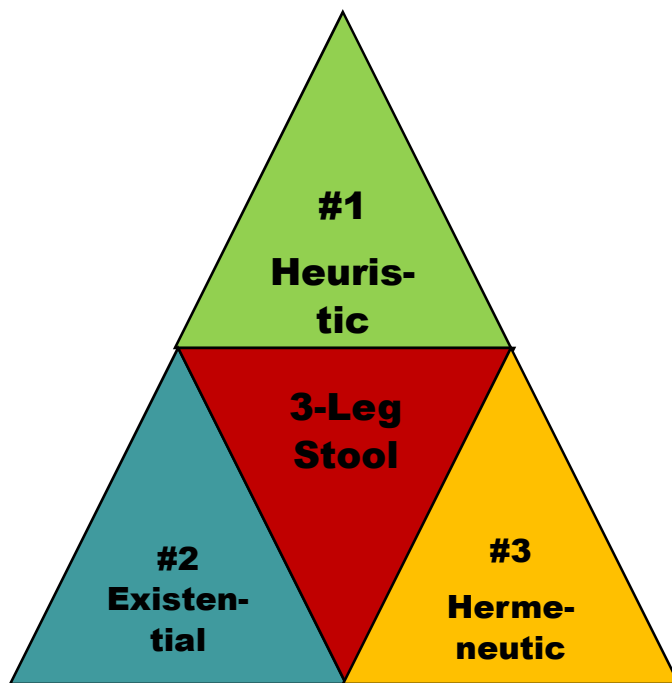 #1
Heuris-
tic
3-Leg
Stool
#2
Existen-
tial
#3
Herme-
neutic